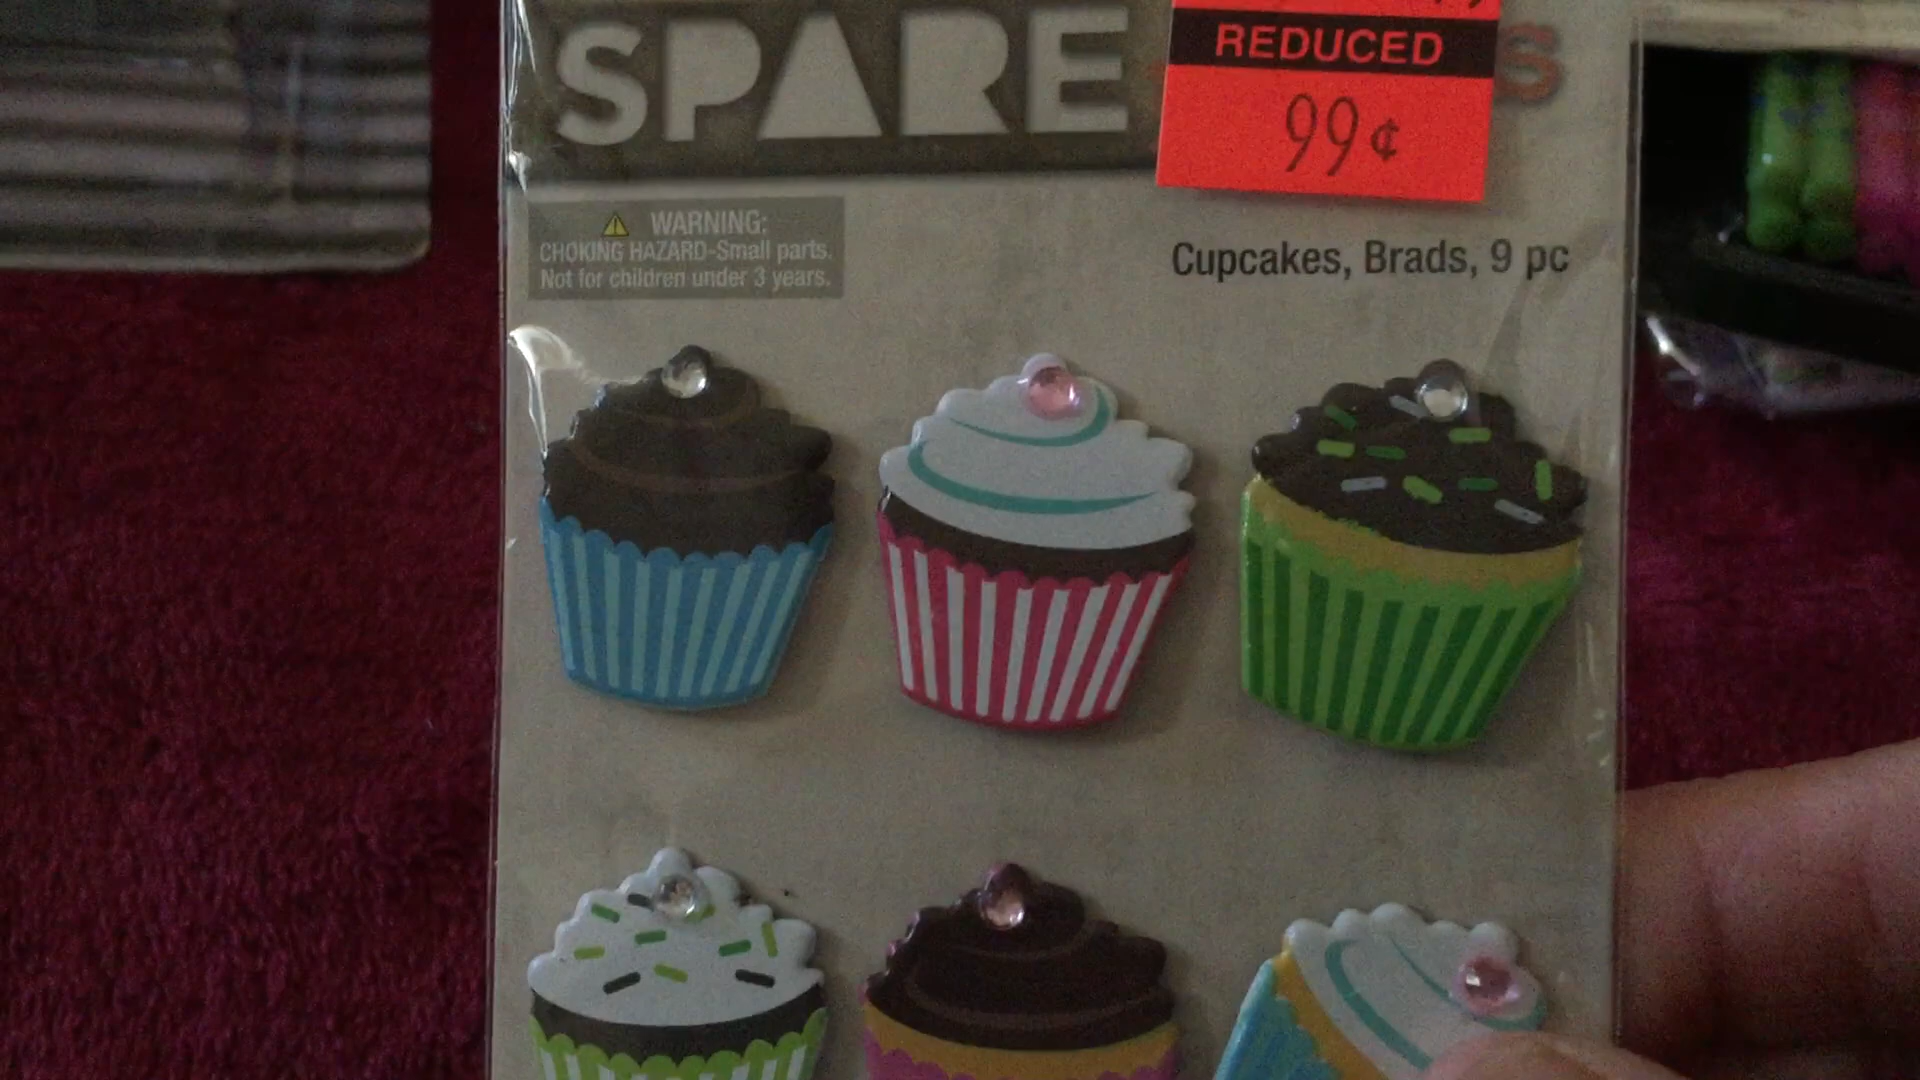 SPARE
REDUCED
99¢
WARNING:
CHOKING HAZARD-Small parts.
Not for children under 3 years.
Cupcakes, Brads, 9 pc